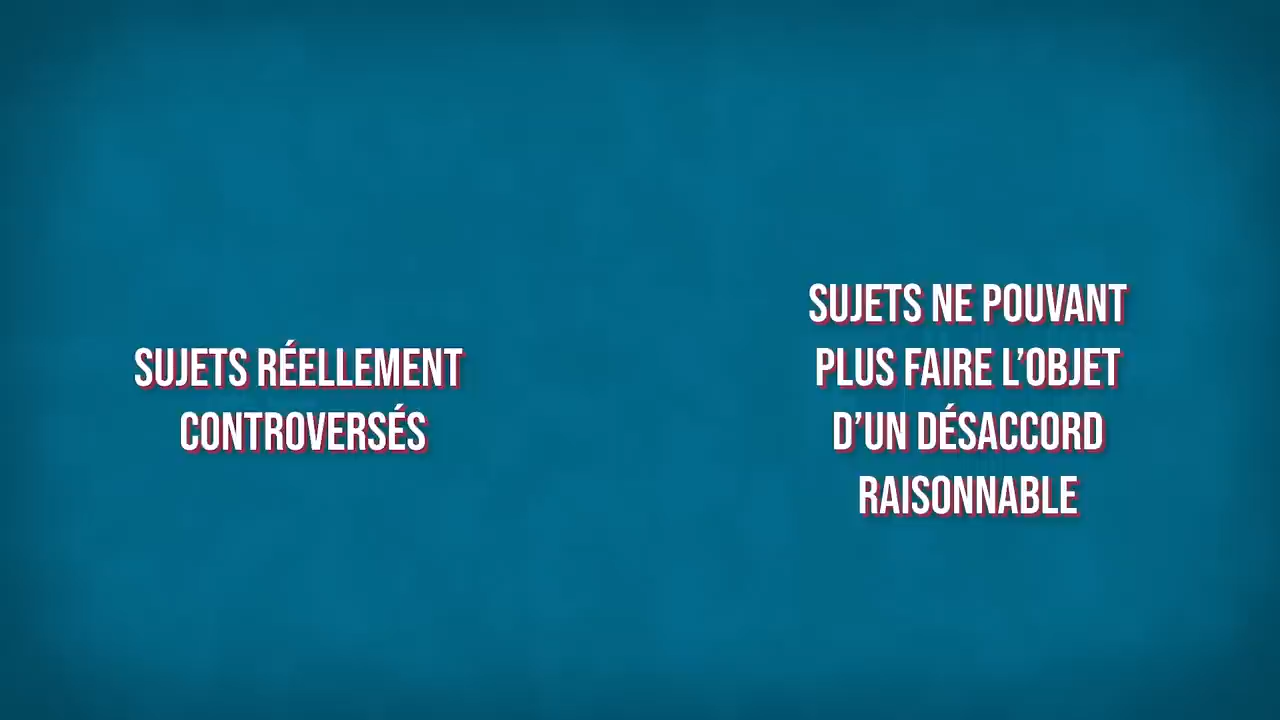 SUJETS RÉELLEMENT
CONTROVERSÉS
SUJETS NE POUVANT
PLUS FAIRE L’OBJET
D’UN DÉSACCORD
RAISONNABLE